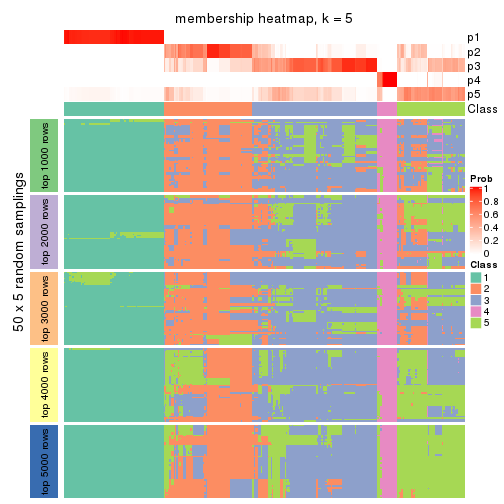 membership heatmap, k = 5
p1
p2
p3
p4
p5
Class
50 x 5 random samplings
top 1000 rows
top 2000 rows
top 3000 rows
top 4000 rows
top 5000 rows
Prob
1
0.8
0.6
0.4
0.2
0
Class
1
2
3
4
5